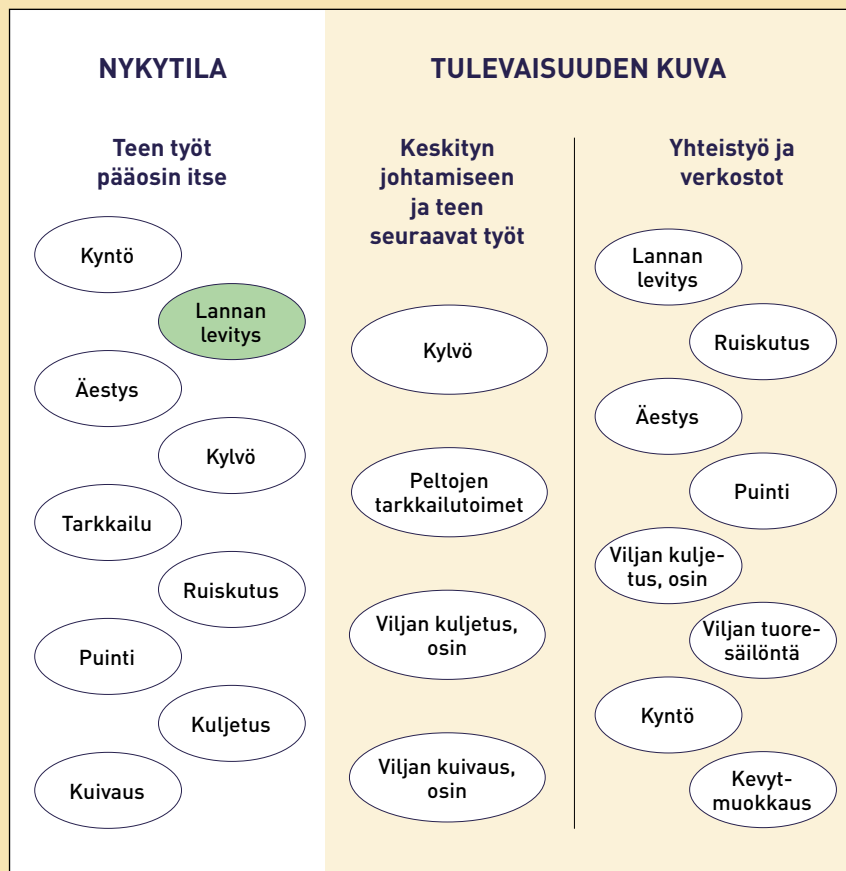 NYKYTILA
Teen työt
pääosin itse
Kyntö
Lannan
levitys
Äestys
Kylvö
Tarkkailu
Ruiskutus
Puinti
Kuljetus
Kuivaus
TULEVAISUUDEN KUVA
Keskityn
johtamiseen
ja teen
seuraavat työt
Kylvö
Peltojen
tarkkailutoimet
Viljan kuljetus,
osin
Viljan kuivaus,
osin
Yhteistyö ja
verkostot
Lannan
levitys
Ruiskutus
Äestys
Puinti
Viljan kulje-
tus, osin
Viljan tuore-
säilöntä
Kyntö
Kevyt-
muokkaus